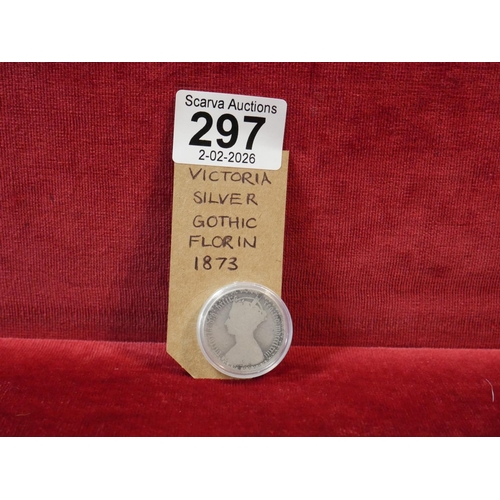 Scarva Auctions
297
2-02-2026
VICTORIA
SILVER
GOTHIC
FLORIN
1873